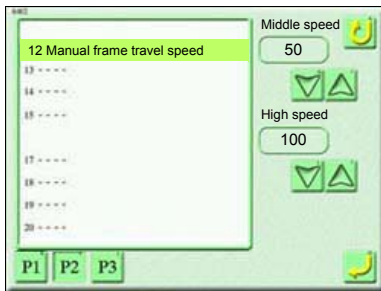 Middle speed
12 Manual frame travel speed
50
13 - - - -
14 - - - -
High speed
15 - - - -
100
17 - - - -
18 - - - -
19 - - - -
20 - - - -
P1 P2 P3